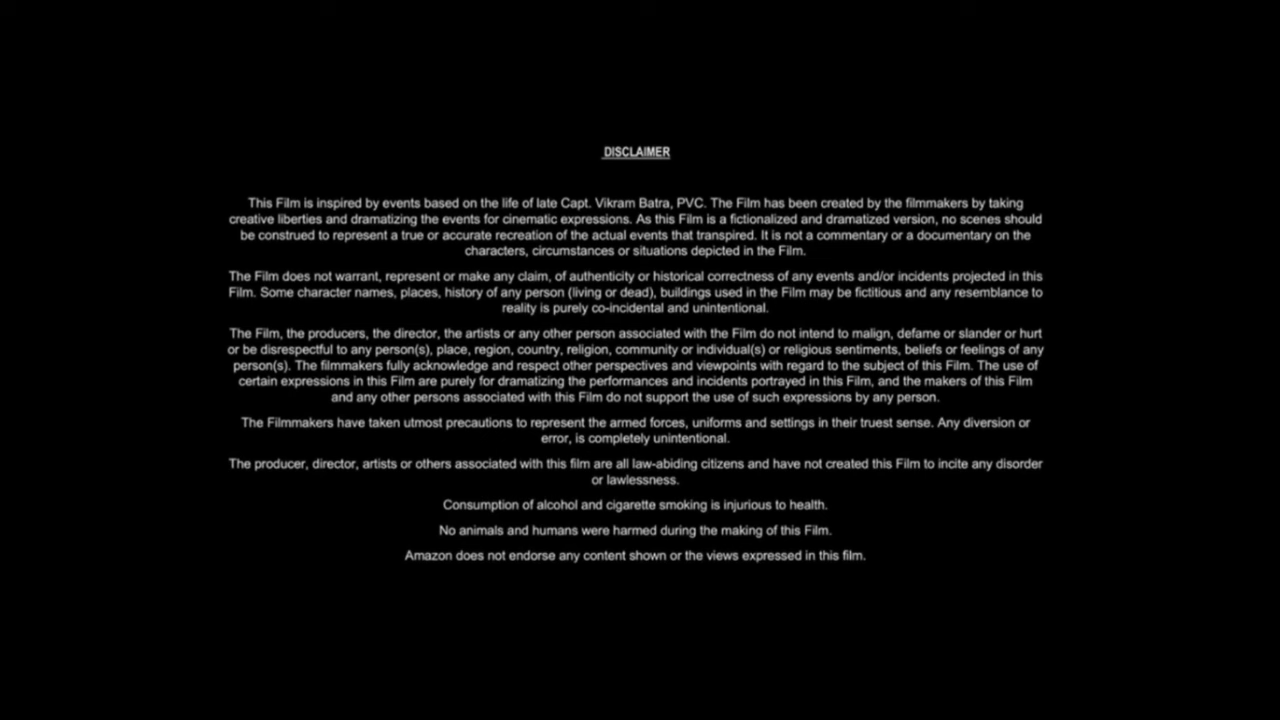 DISCLAIMER
This Film is inspired by events based on the life of late Capt. Vikram Batra, PVC. The Film has been created by the filmmakers by taking
creative liberties and dramatizing the events for cinematic expressions. As this Film is a fictionalized and dramatized version, no scenes should
be construed to represent a true or accurate recreation of the actual events that transpired. It is not a commentary or a documentary on the
characters, circumstances or situations depicted in the Film.
The Film does not warrant, represent or make any claim, of authenticity or historical correctness of any events and/or incidents projected in this
Film. Some character names, places, history of any person (living or dead), buildings used in the Film may be fictitious and any resemblance to
reality is purely co-incidental and unintentional.
The Film, the producers, the director, the artists or any other person associated with the Film do not intend to malign, defame or slander or hurt
or be disrespectful to any person(s), place, region, country, religion, community or individual(s) or religious sentiments, beliefs or feelings of any
person(s). The filmmakers fully acknowledge and respect other perspectives and viewpoints with regard to the subject of this Film. The use of
certain expressions in this Film are purely for dramatizing the performances and incidents portrayed in this Film, and the makers of this Film
and any other persons associated with this Film do not support the use of such expressions by any person.
The Filmmakers have taken utmost precautions to represent the armed forces, uniforms and settings in their truest sense. Any diversion or
error, is completely unintentional.
The producer, director, artists or others associated with this film are all law-abiding citizens and have not created this Film to incite any disorder
or lawlessness.
Consumption of alcohol and cigarette smoking is injurious to health.
No animals and humans were harmed during the making of this Film.
Amazon does not endorse any content shown or the views expressed in this film.